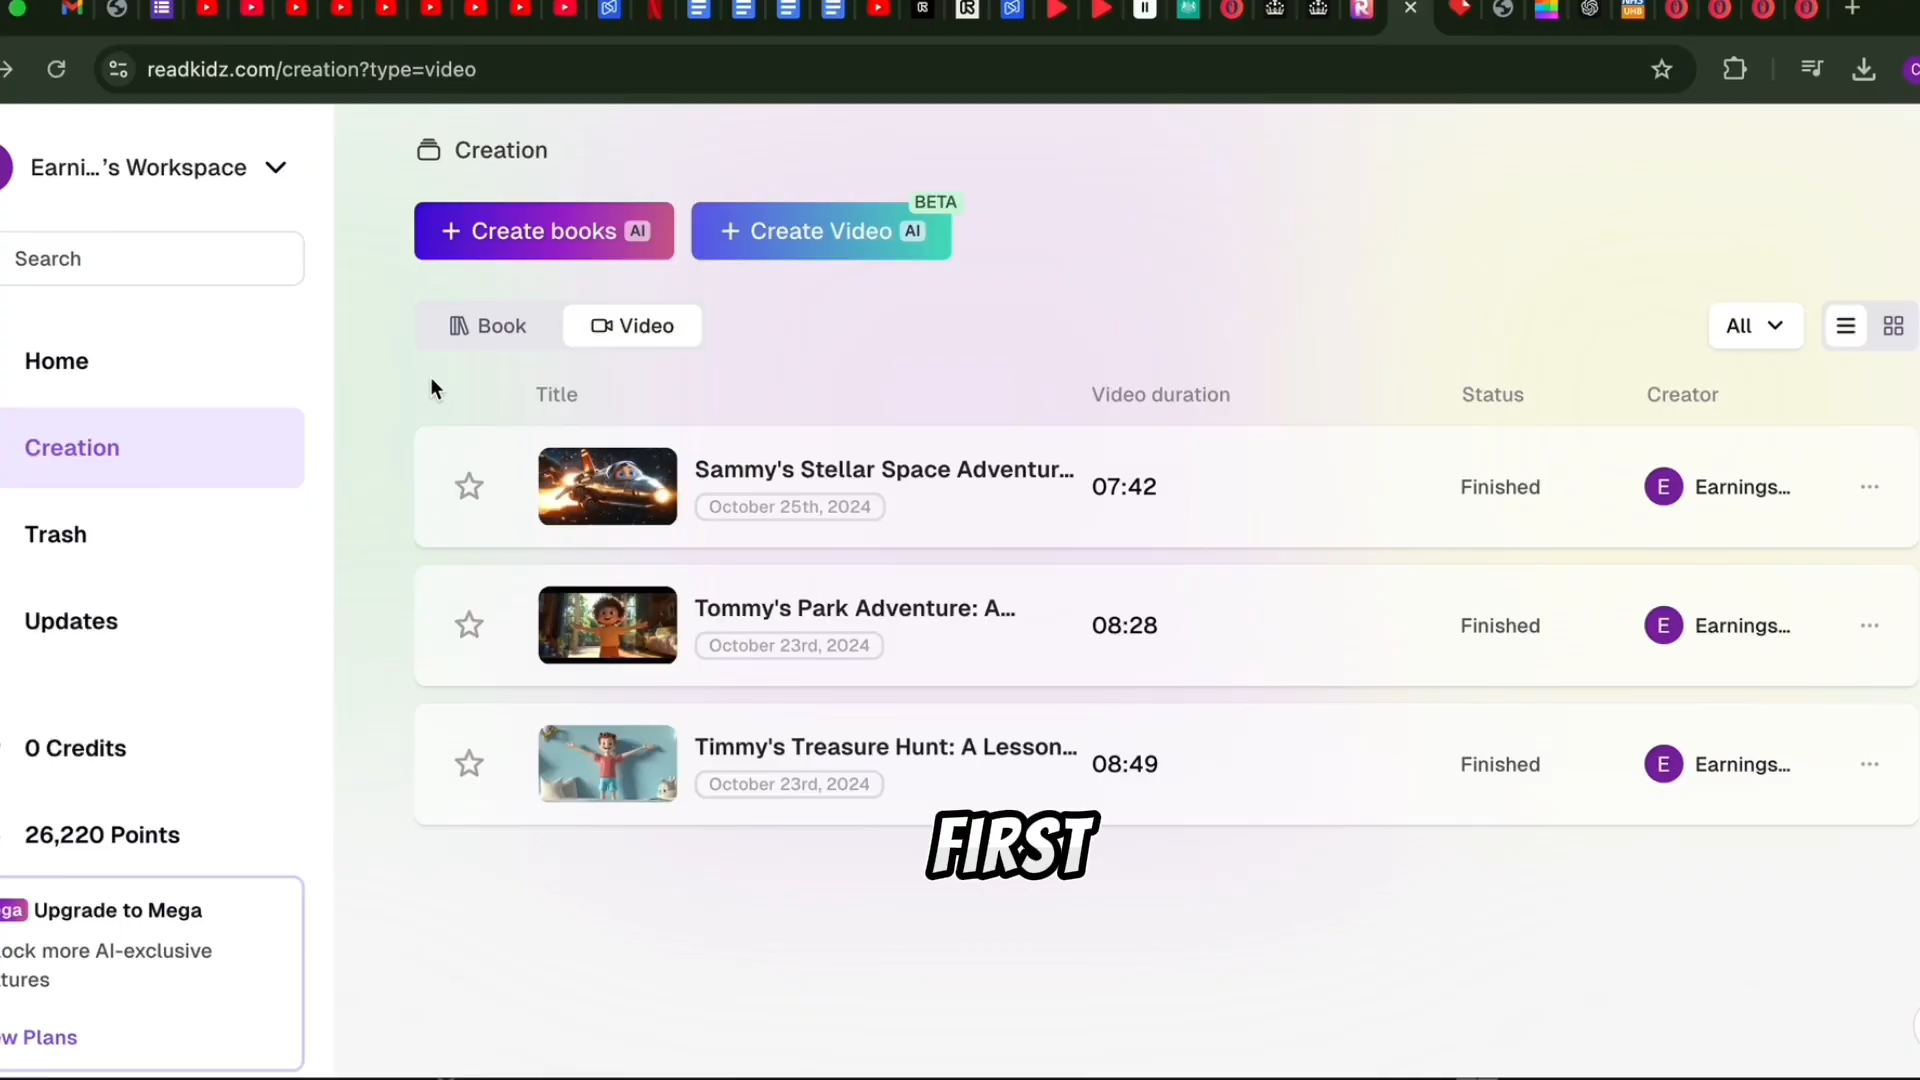 readkidz.com/creation?type=video
Earni...'s Workspace
Search
Home
Creation
Trash
Updates
0 Credits
26,220 Points
ga Upgrade to Mega
ock more AI-exclusive
tures
w Plans
Creation
+ Create books AI
+ Create Video AI
BETA
Book
Video
All
Title
Video duration
Status
Creator
Sammy's Stellar Space Adventur...
October 25th, 2024
07:42
Finished
E
Earnings...
Tommy's Park Adventure: A...
October 23rd, 2024
08:28
Finished
E
Earnings...
Timmy's Treasure Hunt: A Lesson...
October 23rd, 2024
08:49
Finished
E
Earnings...
FIRST